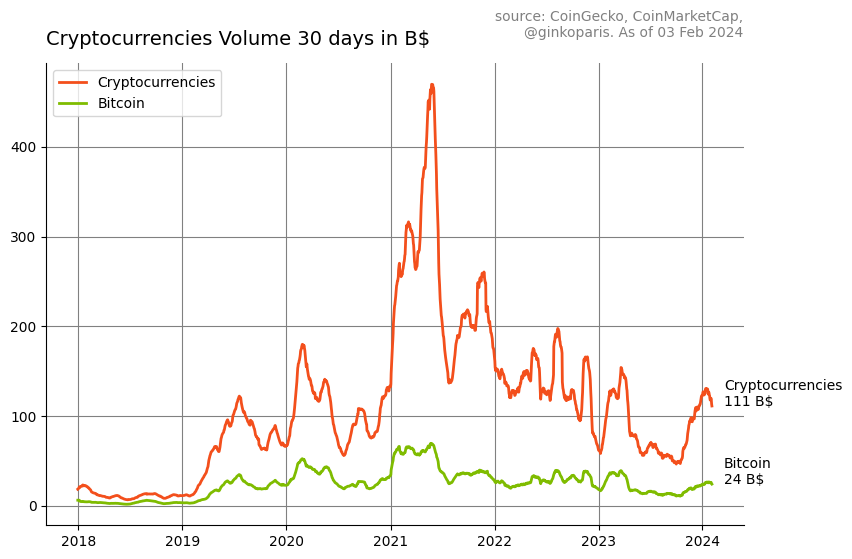 source: CoinGecko, CoinMarketCap,
@ginkoparis. As of 03 Feb 2024
Cryptocurrencies Volume 30 days in B$
Cryptocurrencies
Bitcoin
400
300
200
100
0
Cryptocurrencies
111 B$
Bitcoin
24 B$
2018 2019 2020 2021 2022 2023 2024